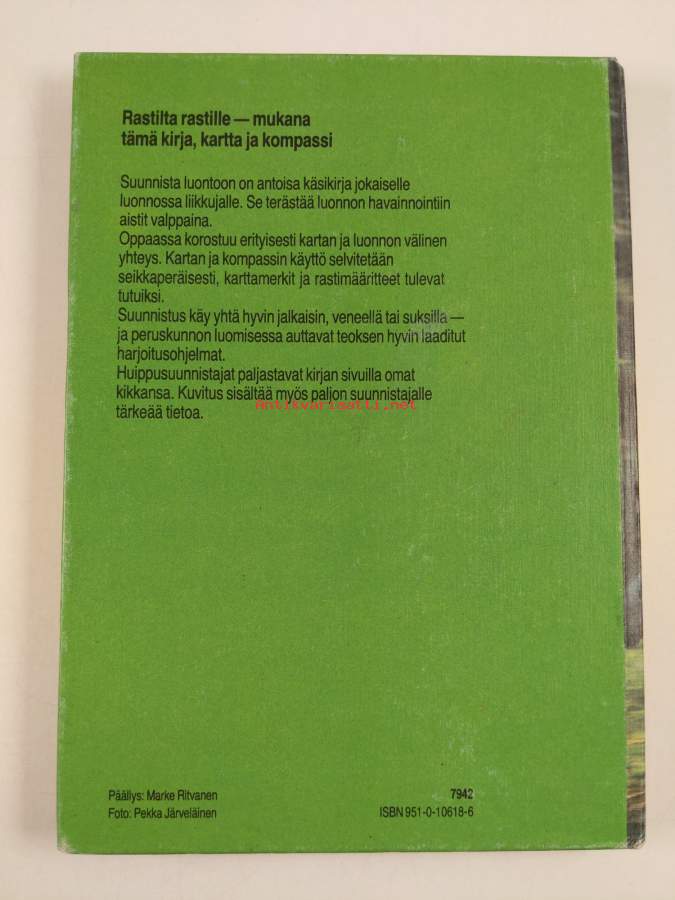 Rastilta rastille — mukana
tämä kirja, kartta ja kompassi
Suunnista luontoon on antoisa käsikirja jokaiselle
luonnossa liikkujalle. Se terästää luonnon havainnointiin
aistit valppaina.
Oppaassa korostuu erityisesti kartan ja luonnon välinen
yhteys. Kartan ja kompassin käyttö selvitetään
seikkaperäisesti, karttamerkit ja rastimääritteet tulevat
tutuiksi.
Suunnistus käy yhtä hyvin jalkaisin, veneellä tai suksilla —
ja peruskunnon luomisessa auttavat teoksen hyvin laaditut
harjoitusohjelmat.
Huippusuunnistajat paljastavat kirjan sivuilla omat
kikkansa. Kuvitus sisältää myös paljon suunnistajalle
Antikvariaatti.net
tärkeää tietoa.
Päällys: Marke Ritvanen
7942
Foto: Pekka Järveläinen
ISBN 951-0-10618-6